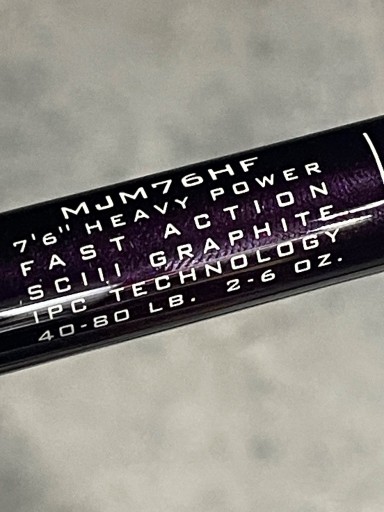 MJM76HF
7'6" HEAVY POWER
FAST ACTION
SCIII GRAPHITE
IPC TECHNOLOGY
40-80 LB. 2-6 OZ.